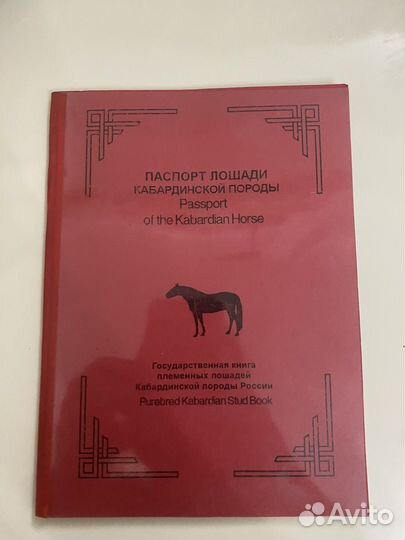 ПАСПОРТ ЛОШАДИ
КАБАРДИНСКОЙ ПОРОДЫ
Passport
of the Kabardian Horse
Государственная книга
племенных лошадей
Кабардинской породы России
Purebred Kabardian Stud Book
Avito